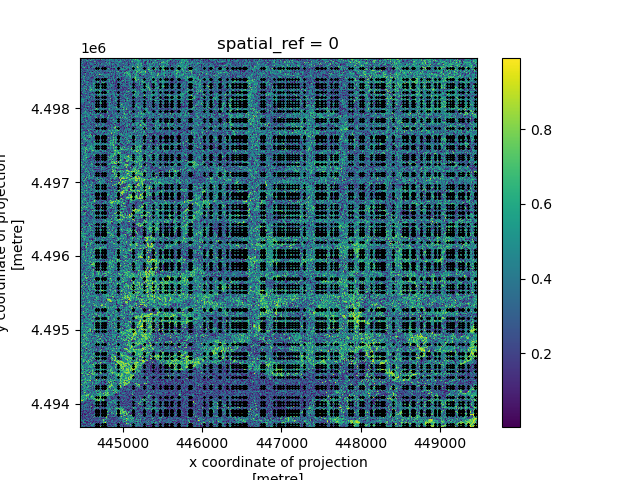 spatial_ref = 0
1e6
4.498
4.497
4.496
4.495
4.494
y coordinate of projection
[metre]
445000 446000 447000 448000 449000
x coordinate of projection
[metre]
0.8
0.6
0.4
0.2